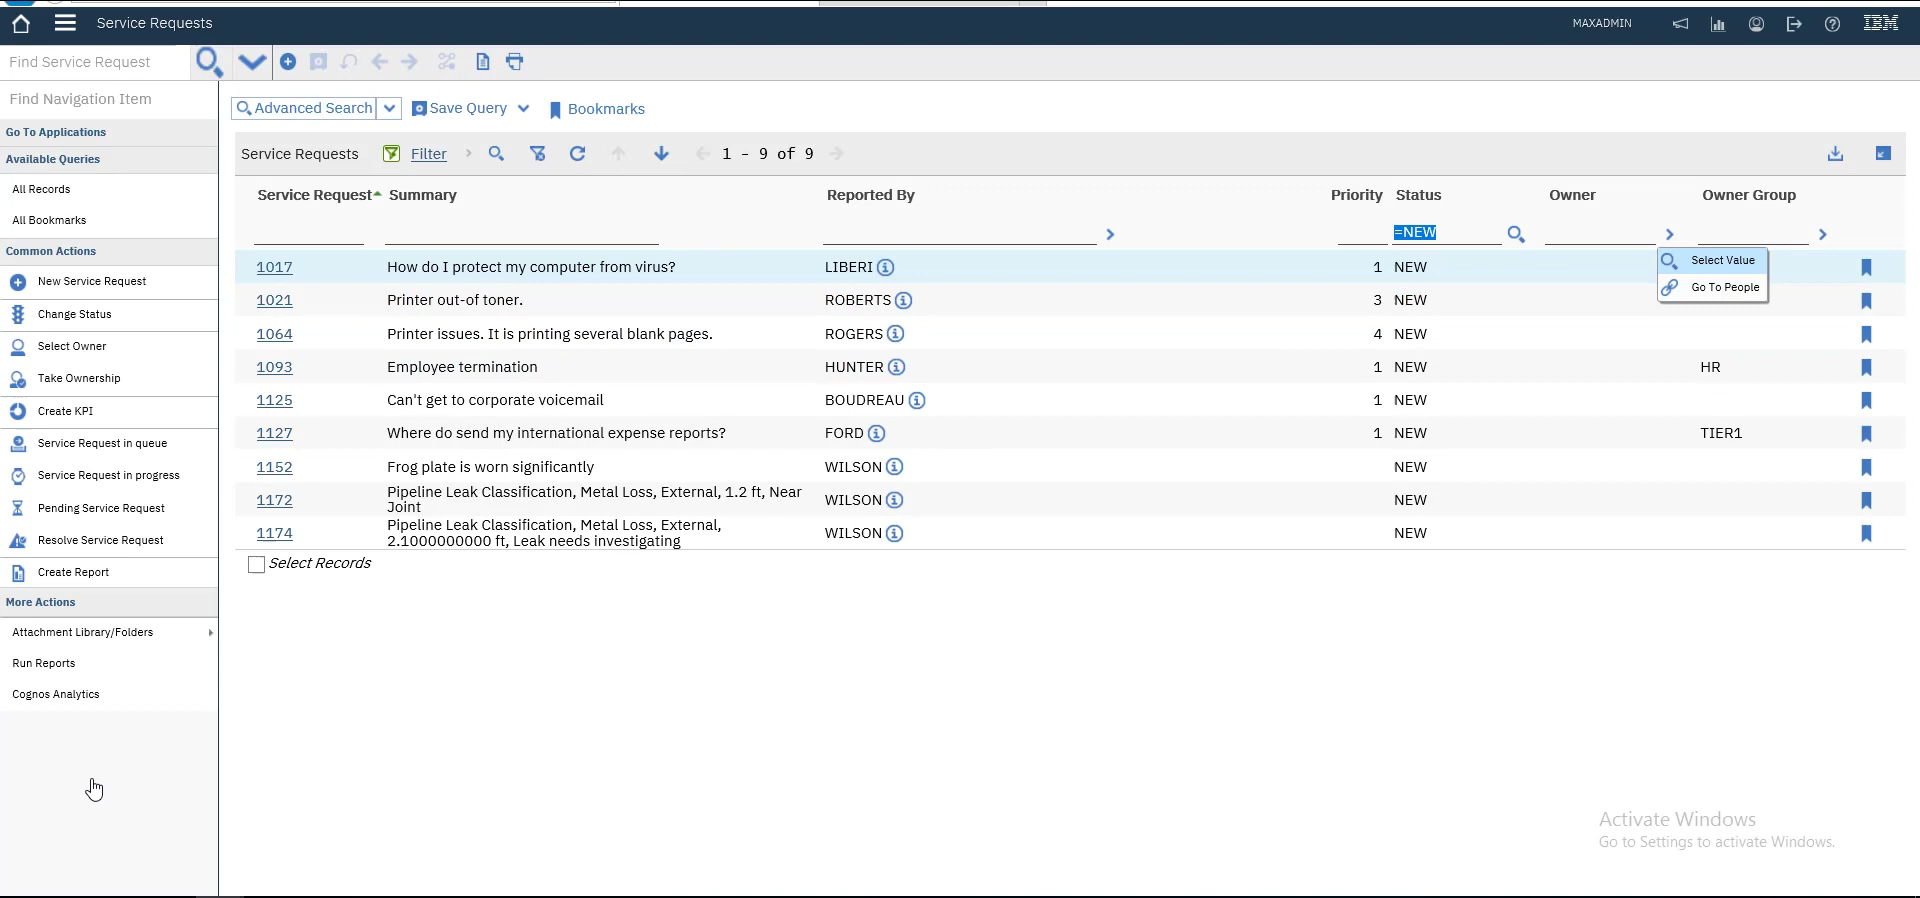 Service Requests
MAXADMIN
IBM
Find Service Request
Find Navigation Item
Go To Applications
Available Queries
All Records
All Bookmarks
Common Actions
New Service Request
Change Status
Select Owner
Take Ownership
Create KPI
Service Request in queue
Service Request in progress
Pending Service Request
Resolve Service Request
Create Report
More Actions
Attachment Library/Folders
Run Reports
Cognos Analytics
Advanced Search Save Query Bookmarks
Service Requests Filter 1 - 9 of 9
Service Request Summary Reported By Priority Status Owner Owner Group
=NEW
Select Value
Go To People
1017 How do I protect my computer from virus? LIBERI 1 NEW
1021 Printer out-of toner. ROBERTS 3 NEW
1064 Printer issues. It is printing several blank pages. ROGERS 4 NEW
1093 Employee termination HUNTER 1 NEW HR
1125 Can't get to corporate voicemail BOUDREAU 1 NEW
1127 Where do send my international expense reports? FORD 1 NEW TIER1
1152 Frog plate is worn significantly WILSON NEW
1172 Pipeline Leak Classification, Metal Loss, External, 1.2 ft, Near
Joint WILSON NEW
1174 Pipeline Leak Classification, Metal Loss, External,
2.1000000000 ft, Leak needs investigating WILSON NEW
Select Records
Activate Windows
Go to Settings to activate Windows.